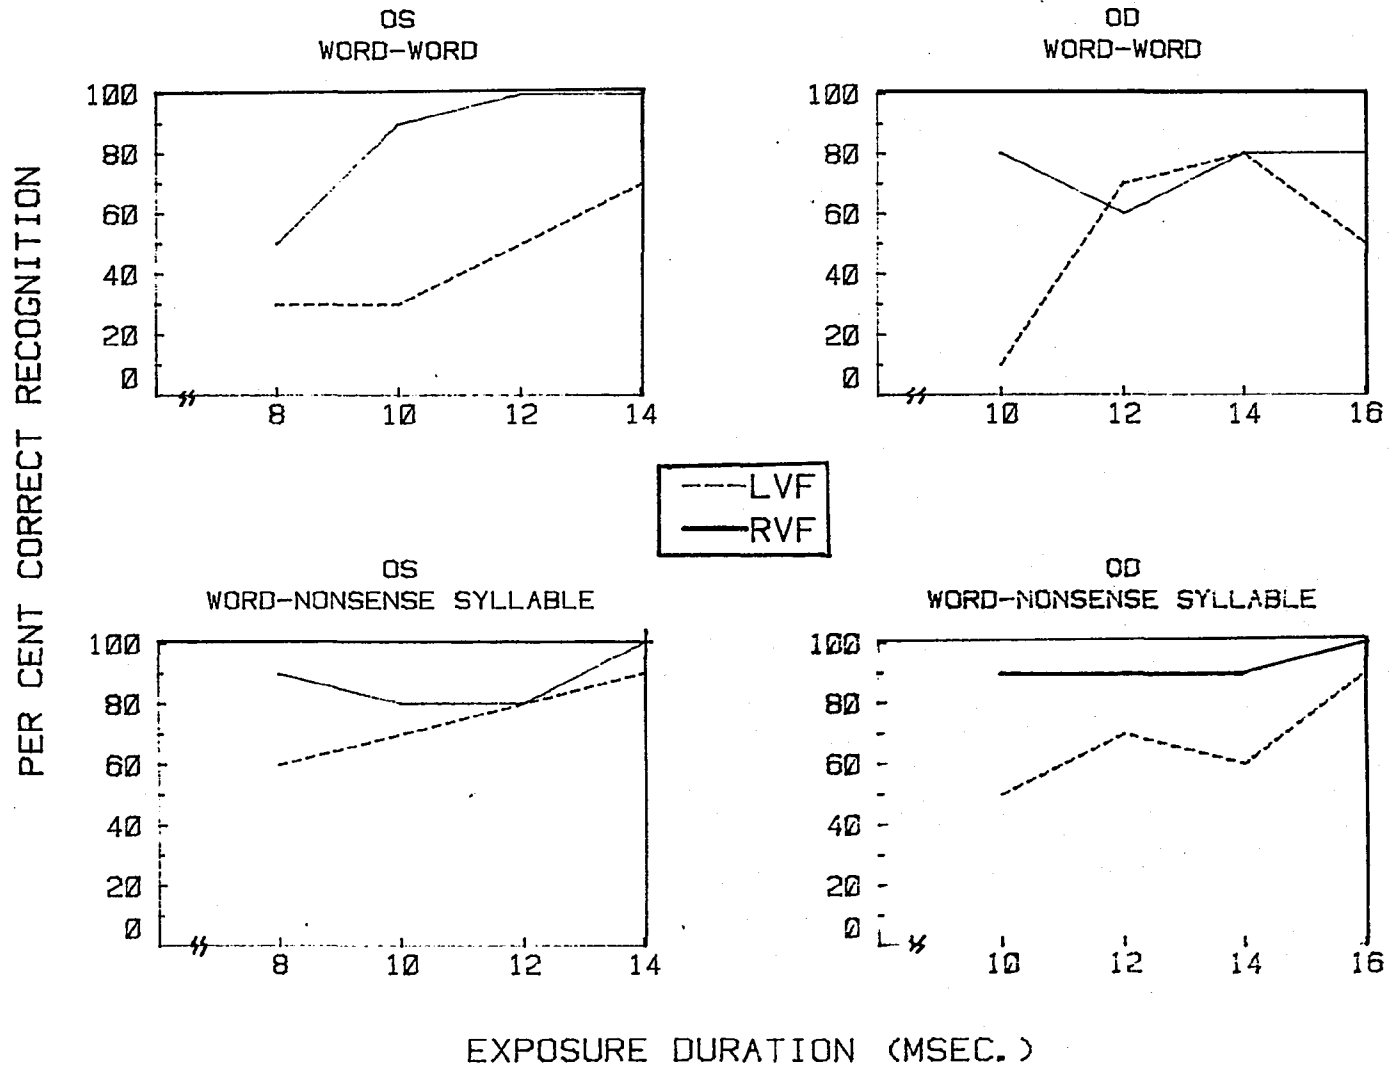 OS
WORD-WORD
100
80
60
40
20
0
8 10 12 14
OD
WORD-WORD
100
80
60
40
20
0
10 12 14 16
PER CENT CORRECT RECOGNITION
LVF
RVF
OS
WORD-NONSENSE SYLLABLE
100
80
60
40
20
0
8 10 12 14
OD
WORD-NONSENSE SYLLABLE
100
80
60
40
20
0
10 12 14 16
EXPOSURE DURATION (MSEC.)